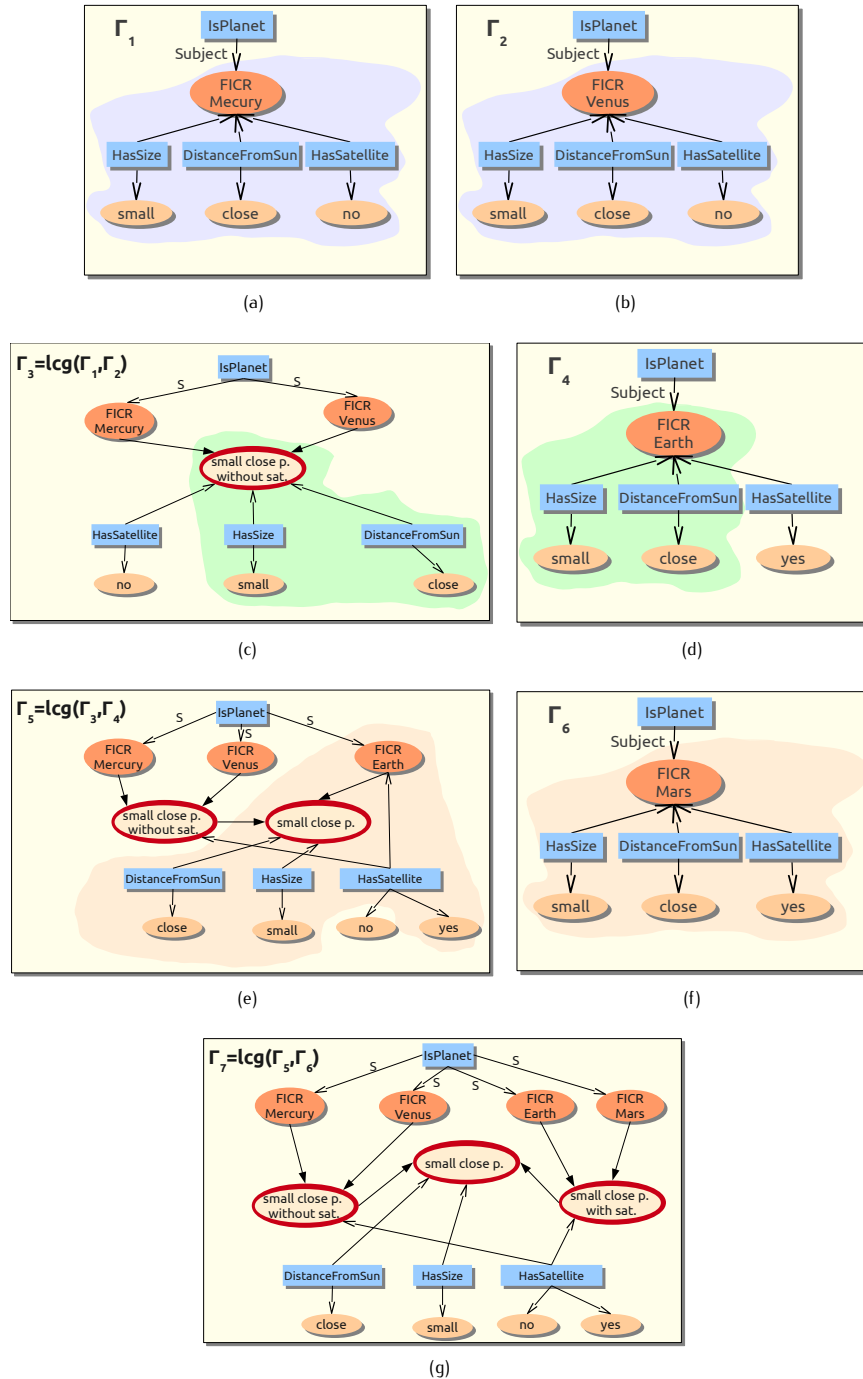 Γ1
IsPlanet
Subject
FICR
Mecury
HasSize
DistanceFromSun
HasSatellite
small
close
no
(a)
Γ2
IsPlanet
Subject
FICR
Venus
HasSize
DistanceFromSun
HasSatellite
small
close
no
(b)
Γ3=lcg(Γ1,Γ2)
IsPlanet
S
S
FICR
Mercury
FICR
Venus
small close p.
without sat.
HasSatellite
HasSize
DistanceFromSun
no
small
close
(c)
Γ4
IsPlanet
Subject
FICR
Earth
HasSize
DistanceFromSun
HasSatellite
small
close
yes
(d)
Γ5=lcg(Γ3,Γ4)
IsPlanet
S
S
S
FICR
Mercury
FICR
Venus
FICR
Earth
small close p.
without sat.
small close p.
DistanceFromSun
HasSize
HasSatellite
close
small
no
yes
(e)
Γ6
IsPlanet
Subject
FICR
Mars
HasSize
DistanceFromSun
HasSatellite
small
close
yes
(f)
Γ7=lcg(Γ5,Γ6)
IsPlanet
S
S
S
S
FICR
Mercury
FICR
Venus
FICR
Earth
FICR
Mars
small close p.
small close p.
without sat.
small close p.
with sat.
DistanceFromSun
HasSize
HasSatellite
close
small
no
yes
(g)